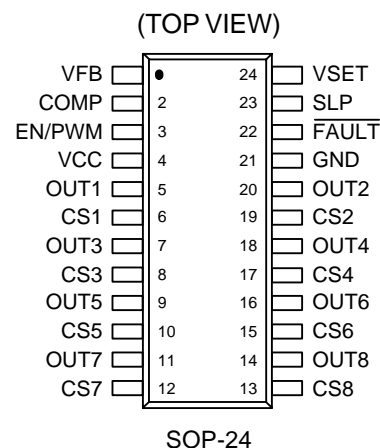 (TOP VIEW)
VFB 24 VSET
COMP 2 23 SLP
EN/PWM 3 22 FAULT
VCC 4 21 GND
OUT1 5 20 OUT2
CS1 6 19 CS2
OUT3 7 18 OUT4
CS3 8 17 CS4
OUT5 9 16 OUT6
CS5 10 15 CS6
OUT7 11 14 OUT8
CS7 12 13 CS8
SOP-24